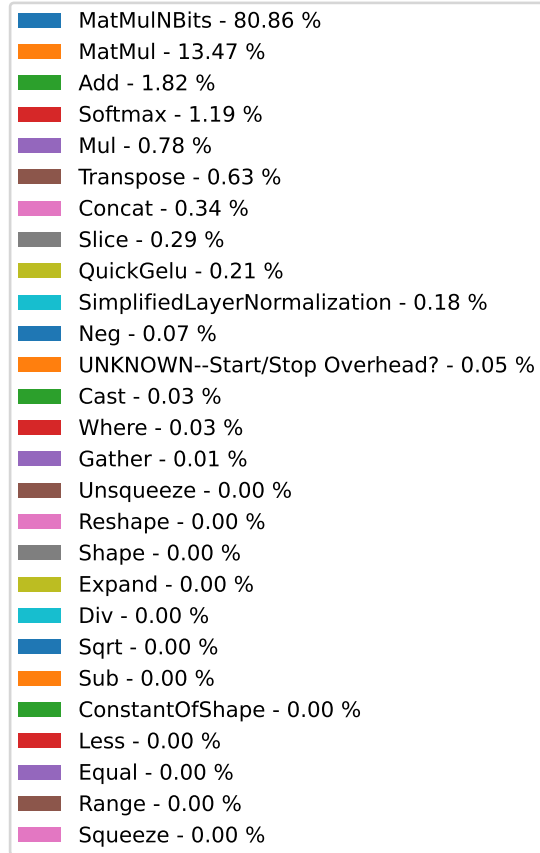 MatMulNBits - 80.86 %
MatMul - 13.47 %
Add - 1.82 %
Softmax - 1.19 %
Mul - 0.78 %
Transpose - 0.63 %
Concat - 0.34 %
Slice - 0.29 %
QuickGelu - 0.21 %
SimplifiedLayerNormalization - 0.18 %
Neg - 0.07 %
UNKNOWN--Start/Stop Overhead? - 0.05 %
Cast - 0.03 %
Where - 0.03 %
Gather - 0.01 %
Unsqueeze - 0.00 %
Reshape - 0.00 %
Shape - 0.00 %
Expand - 0.00 %
Div - 0.00 %
Sqrt - 0.00 %
Sub - 0.00 %
ConstantOfShape - 0.00 %
Less - 0.00 %
Equal - 0.00 %
Range - 0.00 %
Squeeze - 0.00 %